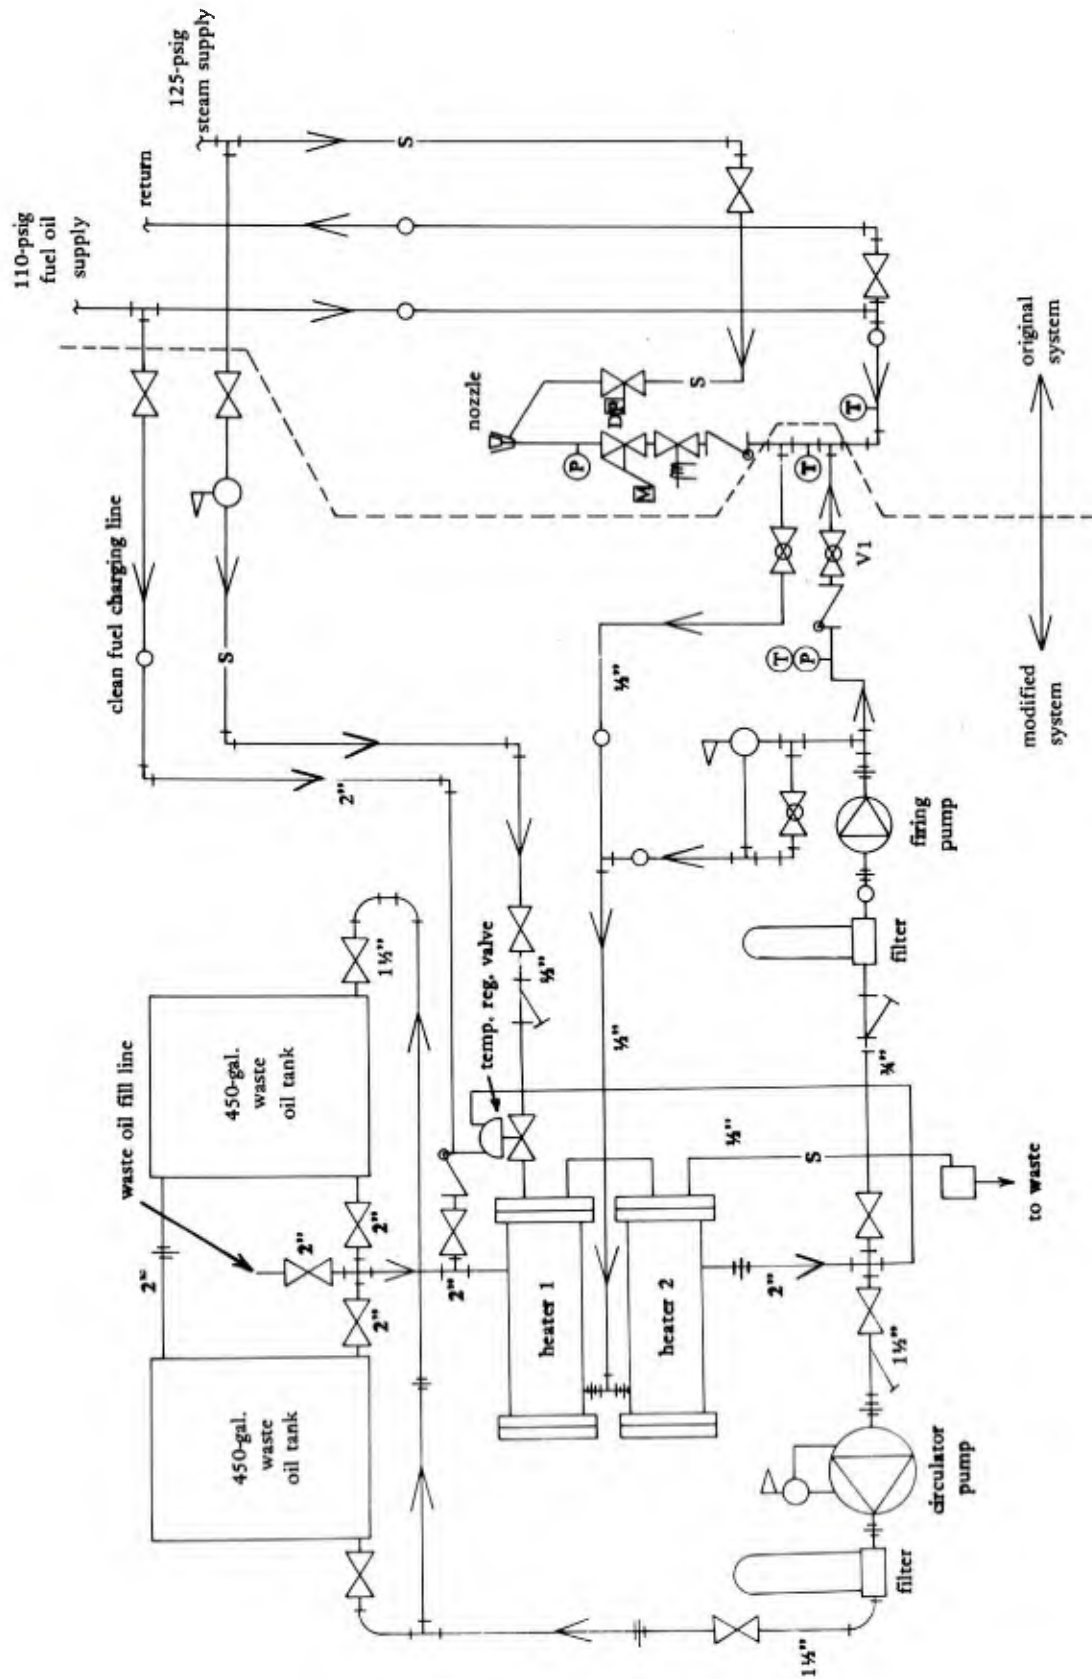 110-psig
fuel oil
supply
return
125-psig
steam supply
clean fuel charging line
S
S
S
nozzle
DP
P
M
T
T
T
P
V1
original
system
modified
system
½"
2"
waste oil fill line
450-gal.
waste
oil tank
450-gal.
waste
oil tank
1½"
2"
2"
2"
2"
2"
temp. reg. valve
½"
½"
½"
S
heater 1
heater 2
2"
¾"
firing
pump
filter
to waste
1½"
circulator
pump
filter
1½"